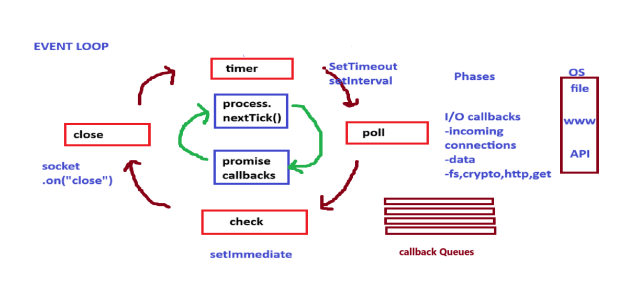 EVENT LOOP
timer
SetTimeout
setInterval
Phases
OS
file
www
API
process.
nextTick()
close
poll
I/O callbacks
-incoming
connections
-data
-fs,crypto,http,get
promise
callbacks
socket
.on("close")
check
setImmediate
callback Queues